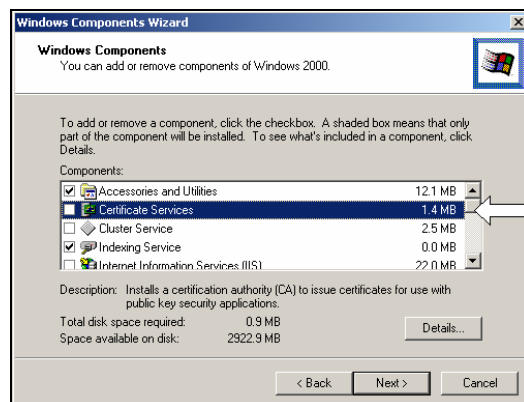 Windows Components Wizard
Windows Components
You can add or remove components of Windows 2000.
To add or remove a component, click the checkbox. A shaded box means that only
part of the component will be installed. To see what's included in a component, click
Details.
Components:
Accessories and Utilities 12.1 MB
Certificate Services 1.4 MB
Cluster Service 2.5 MB
Indexing Service 0.0 MB
Internet Information Services (IIS) 22.0 MB
Description: Installs a certification authority (CA) to issue certificates for use with
public key security applications.
Total disk space required: 0.9 MB
Space available on disk: 2922.9 MB
Details...
< Back Next > Cancel